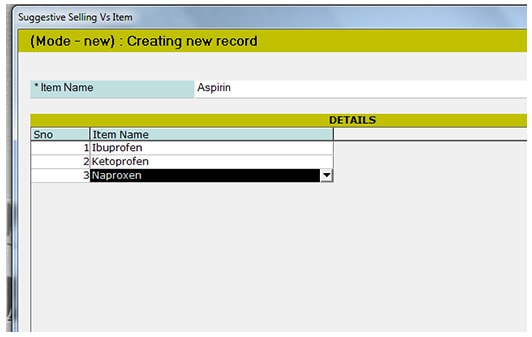 Suggestive Selling Vs Item
(Mode - new) : Creating new record
* Item Name Aspirin
DETAILS
Sno Item Name
1 Ibuprofen
2 Ketoprofen
3 Naproxen